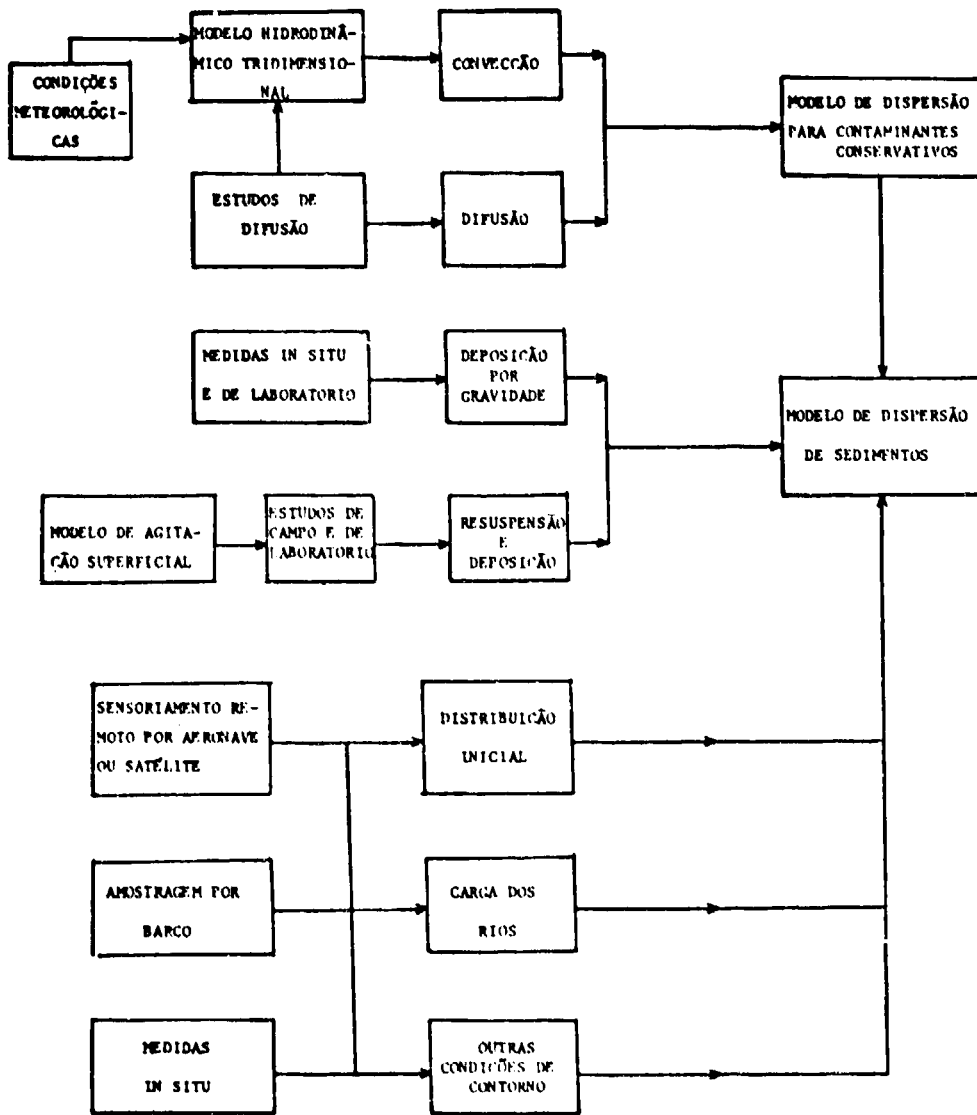 MODELO HIDRODINÂ-
MICO TRIDIMENSIO-
NAL
CONVECÇÃO
CONDIÇÕES
METEOROLÓGI-
CAS
MODELO DE DISPERSÃO
PARA CONTAMINANTES
CONSERVATIVOS
ESTUDOS DE
DIFUSÃO
DIFUSÃO
MEDIDAS IN SITU
E DE LABORATORIO
DEPOSIÇÃO
POR
GRAVIDADE
MODELO DE DISPERSÃO
DE SEDIMENTOS
MODELO DE AGITA-
ÇÃO SUPERFICIAL
ESTUDOS DE
CAMPO E DE
LABORATORIO
RESUSPENSÃO
E
DEPOSIÇÃO
SENSORIAMENTO RE-
MOTO POR AERONAVE
OU SATÉLITE
DISTRIBUIÇÃO
INICIAL
AMOSTRAGEM POR
BARCO
CARGA DOS
RIOS
MEDIDAS
IN SITU
OUTRAS
CONDIÇÕES DE
CONTORNO